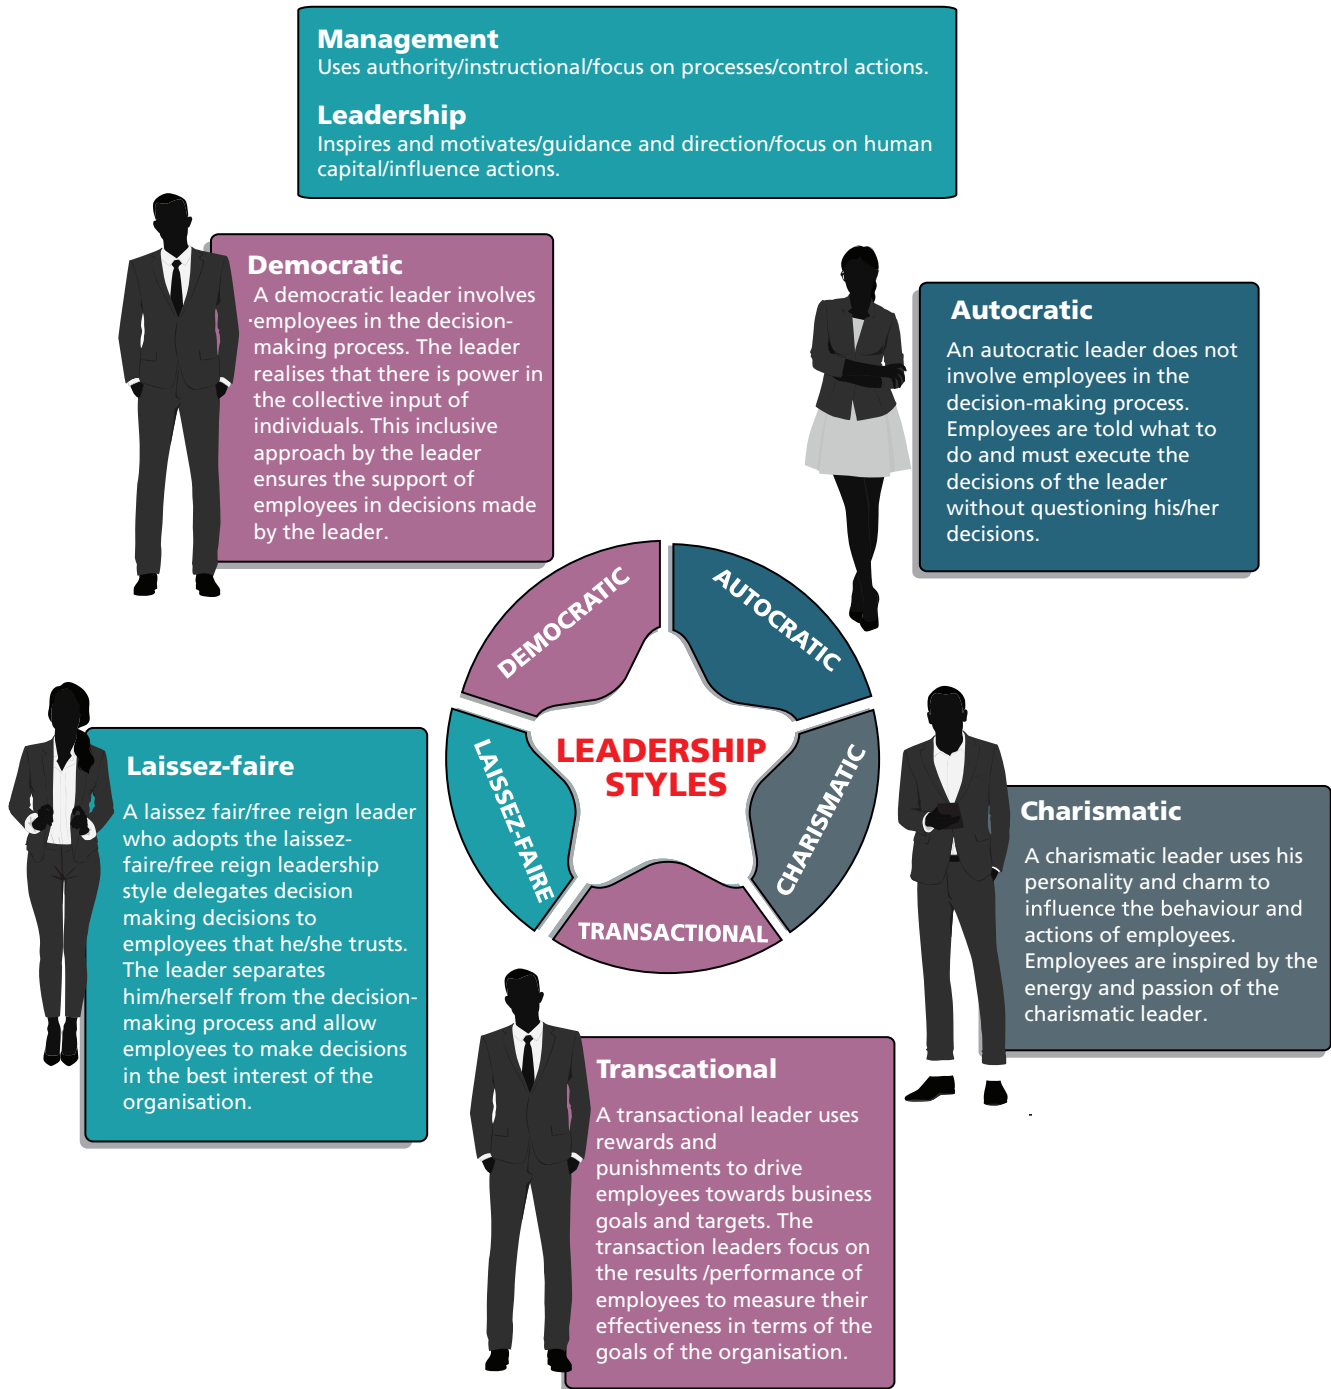 Management
Uses authority/instructional/focus on processes/control actions.
Leadership
Inspires and motivates/guidance and direction/focus on human
capital/influence actions.
Democratic
A democratic leader involves
employees in the decision-
making process. The leader
realises that there is power in
the collective input of
individuals. This inclusive
approach by the leader
ensures the support of
employees in decisions made
by the leader.
Autocratic
An autocratic leader does not
involve employees in the
decision-making process.
Employees are told what to
do and must execute the
decisions of the leader
without questioning his/her
decisions.
DEMOCRATIC
AUTOCRATIC
LAISSEZ-FAIRE
LEADERSHIP
STYLES
CHARISMATIC
TRANSACTIONAL
Laissez-faire
A laissez fair/free reign leader
who adopts the laissez-
faire/free reign leadership
style delegates decision
making decisions to
employees that he/she trusts.
The leader separates
him/herself from the decision-
making process and allow
employees to make decisions
in the best interest of the
organisation.
Charismatic
A charismatic leader uses his
personality and charm to
influence the behaviour and
actions of employees.
Employees are inspired by the
energy and passion of the
charismatic leader.
Transcational
A transactional leader uses
rewards and
punishments to drive
employees towards business
goals and targets. The
transaction leaders focus on
the results /performance of
employees to measure their
effectiveness in terms of the
goals of the organisation.